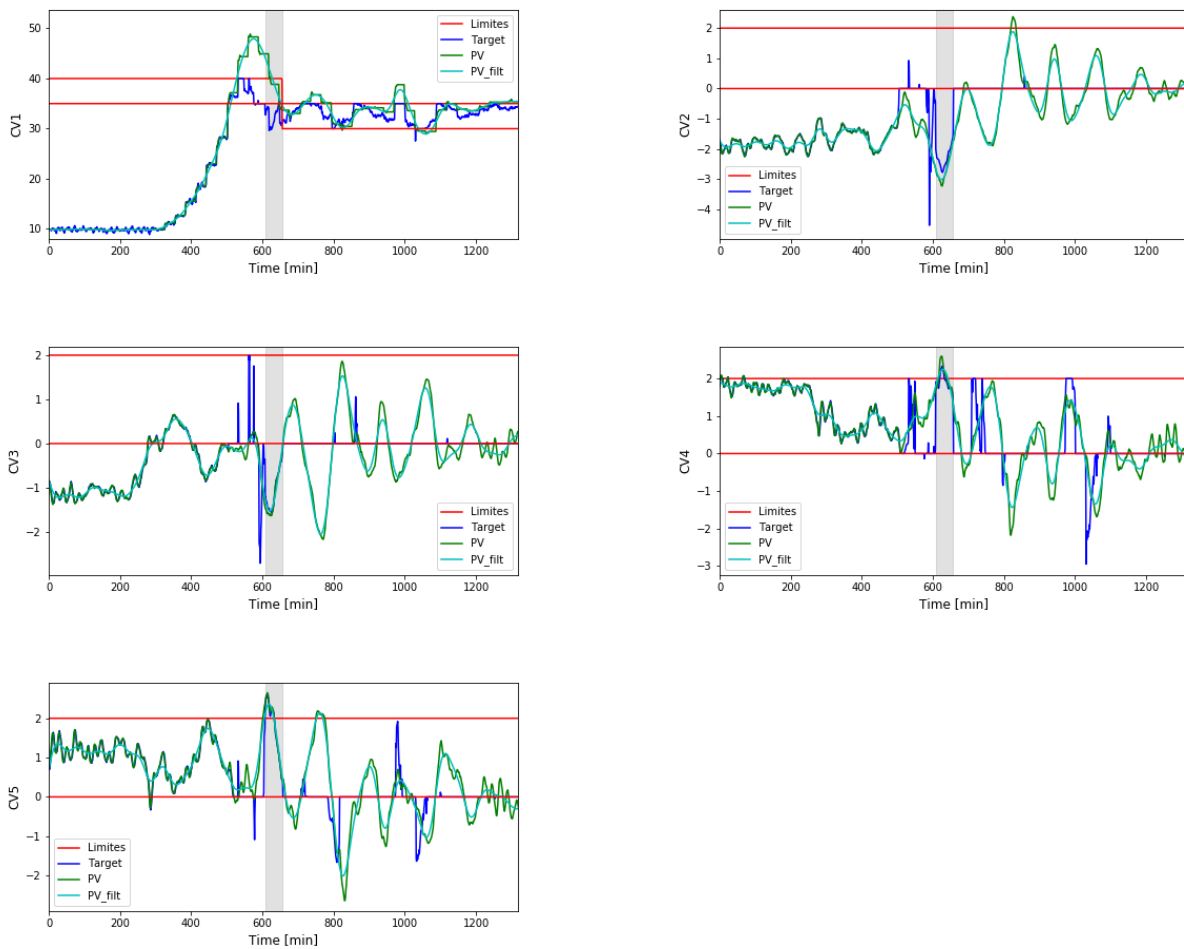 50
40
30
20
10
CV1
0 200 400 600 800 1000 1200
Time [min]
Limites
Target
PV
PV_filt
2
1
0
−1
−2
−3
−4
CV2
0 200 400 600 800 1000 1200
Time [min]
Limites
Target
PV
PV_filt
2
1
0
−1
−2
CV3
0 200 400 600 800 1000 1200
Time [min]
Limites
Target
PV
PV_filt
2
1
0
−1
−2
−3
CV4
0 200 400 600 800 1000 1200
Time [min]
Limites
Target
PV
PV_filt
2
1
0
−1
−2
CV5
0 200 400 600 800 1000 1200
Time [min]
Limites
Target
PV
PV_filt